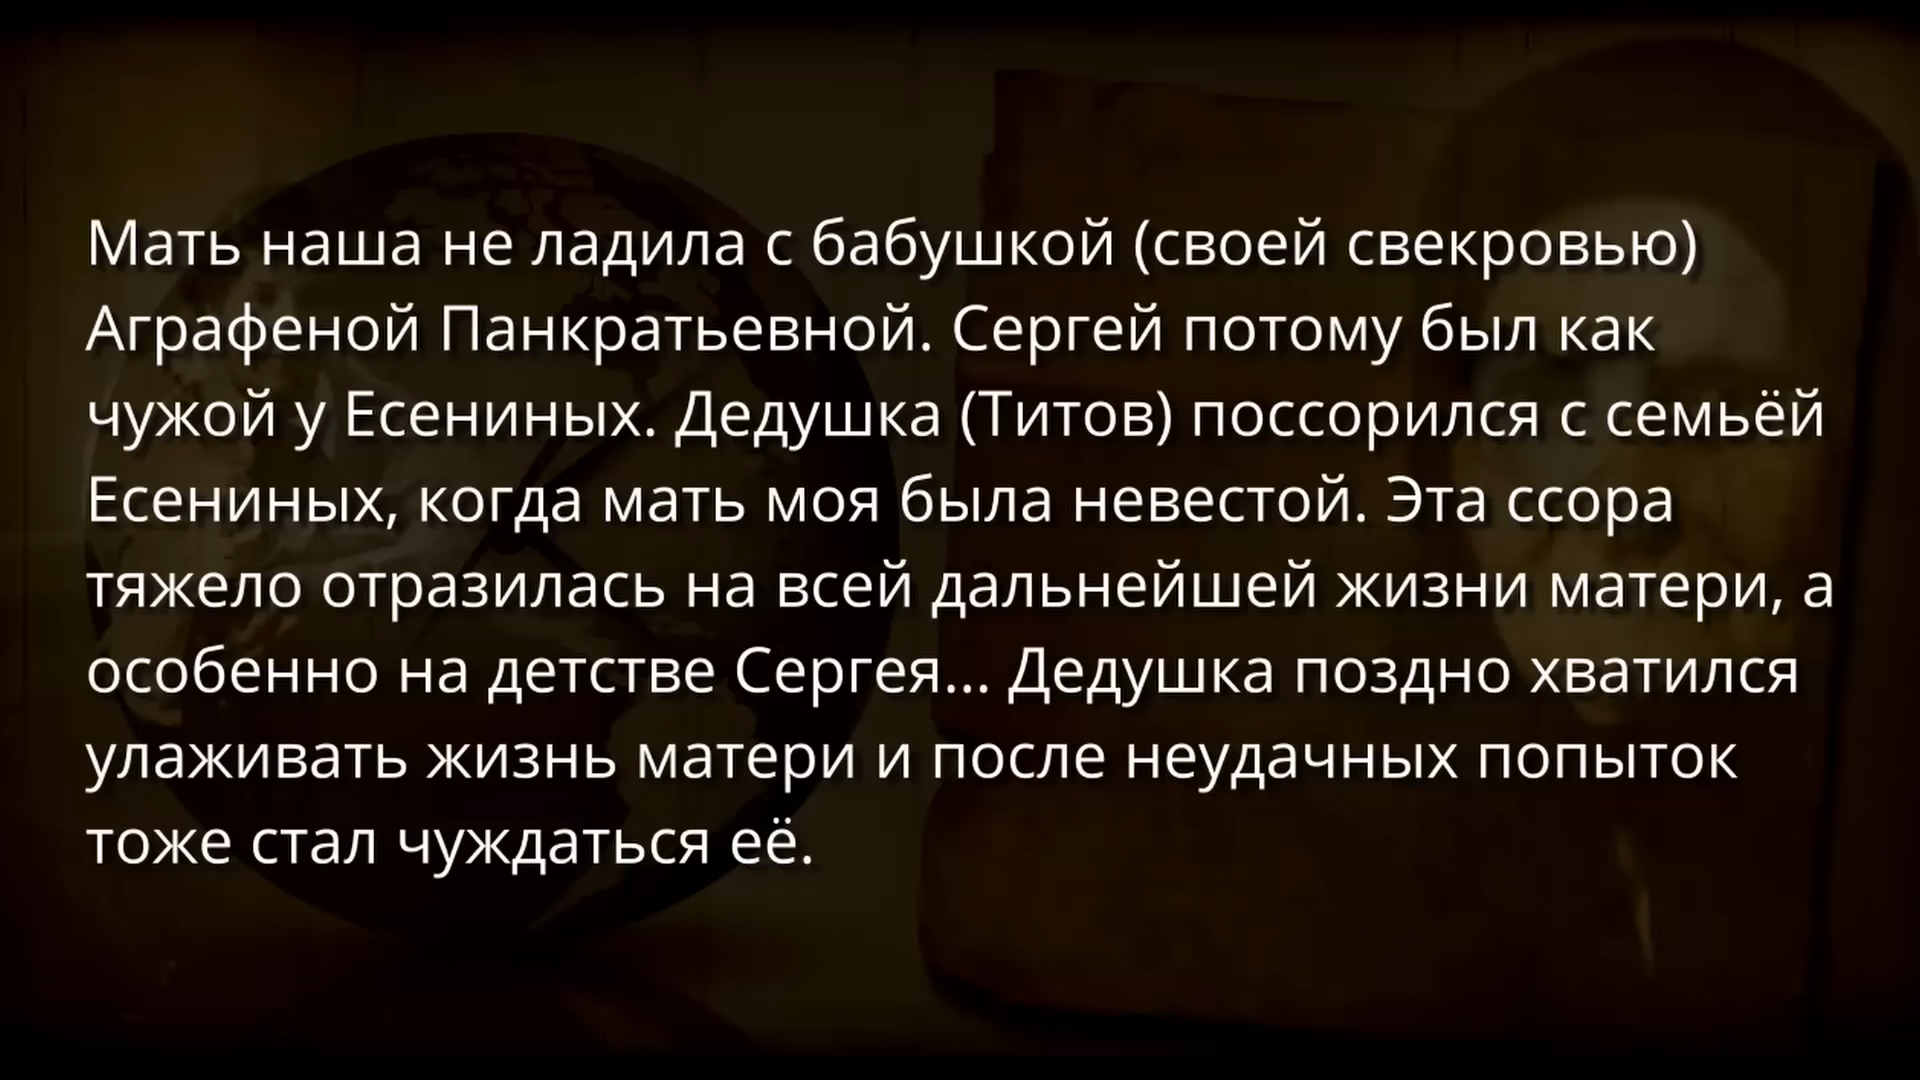 Мать наша не ладила с бабушкой (своей свекровью)
Аграфеной Панкратьевной. Сергей потому был как
чужой у Есениных. Дедушка (Титов) поссорился с семьёй
Есениных, когда мать моя была невестой. Эта ссора
тяжело отразилась на всей дальнейшей жизни матери, а
особенно на детстве Сергея... Дедушка поздно хватился
улаживать жизнь матери и после неудачных попыток
тоже стал чуждаться её.